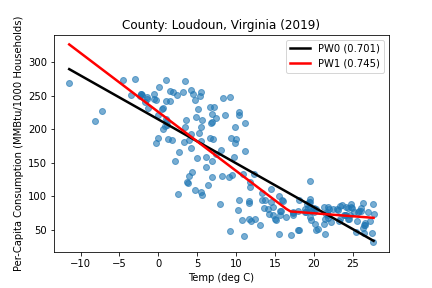 County: Loudoun, Virginia (2019)
PW0 (0.701)
PW1 (0.745)
Per-Capita Consumption (MMBtu/1000 Households)
300
250
200
150
100
50
−10 −5 0 5 10 15 20 25
Temp (deg C)